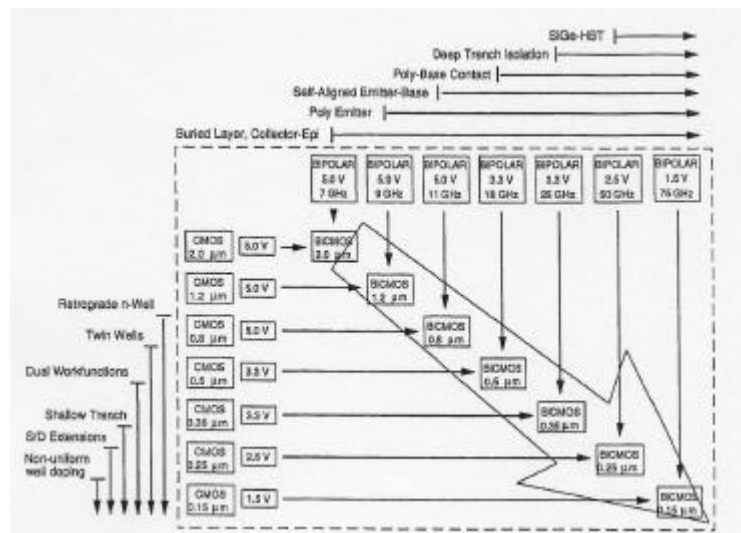 SiGe-HBT
Deep Trench Isolation
Poly-Base Contact
Self-Aligned Emitter-Base
Poly Emitter
Buried Layer, Collector-Epi
BIPOLAR
5.0 V
7 GHz
BIPOLAR
5.0 V
9 GHz
BIPOLAR
5.0 V
11 GHz
BIPOLAR
3.3 V
18 GHz
BIPOLAR
3.3 V
25 GHz
BIPOLAR
2.5 V
50 GHz
BIPOLAR
1.5 V
75 GHz
CMOS
2.0 µm
5.0 V
BiCMOS
2.0 µm
CMOS
1.2 µm
5.0 V
BiCMOS
1.2 µm
Retrograde n-Well
CMOS
0.8 µm
5.0 V
BiCMOS
0.8 µm
Twin Wells
Dual Workfunctions
CMOS
0.5 µm
3.3 V
BiCMOS
0.5 µm
Shallow Trench
CMOS
0.35 µm
3.3 V
BiCMOS
0.35 µm
S/D Extensions
Non-uniform
well doping
CMOS
0.25 µm
2.5 V
BiCMOS
0.25 µm
CMOS
0.15 µm
1.5 V
BiCMOS
0.15 µm